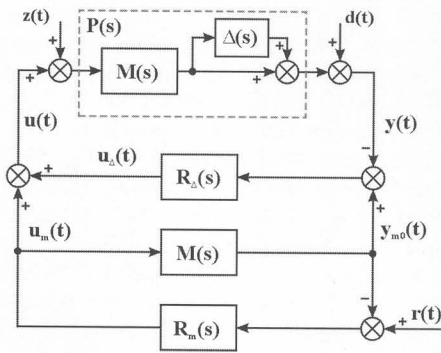 z(t)
d(t)
P(s)
Δ(s)
M(s)
u(t)
y(t)
u_Δ(t)
R_Δ(s)
u_m(t)
M(s)
y_m0(t)
r(t)
R_m(s)